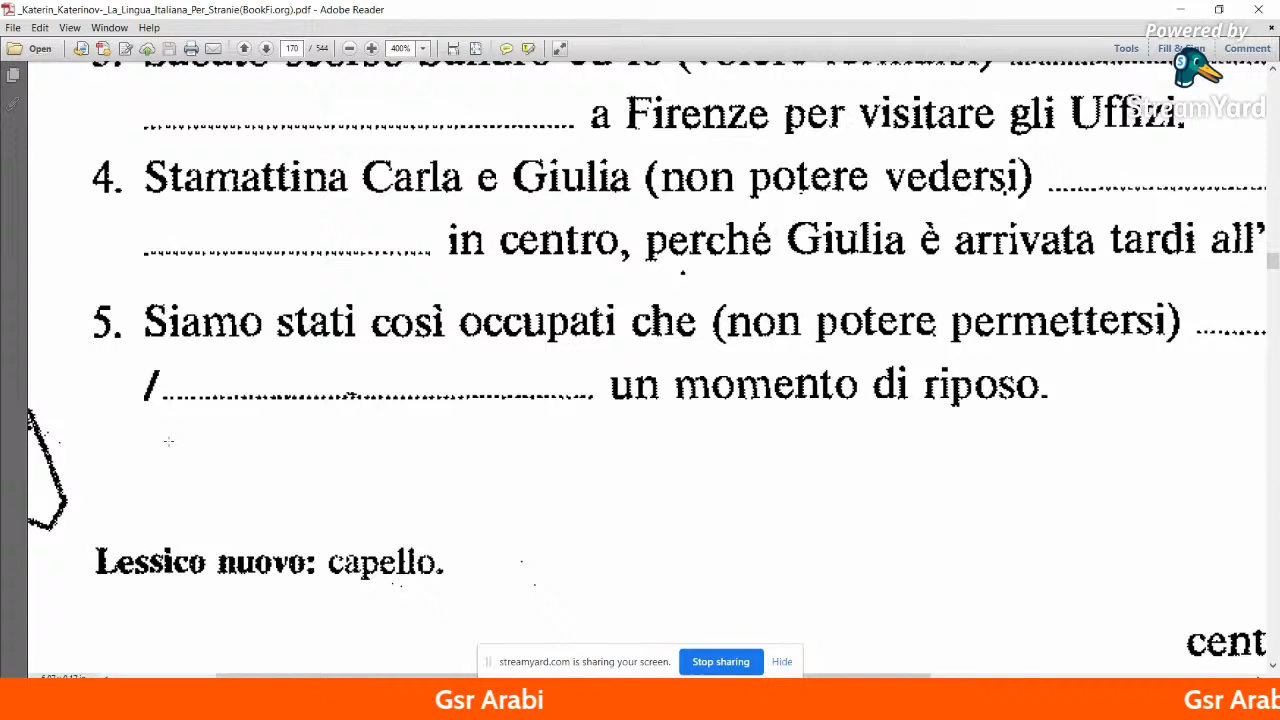 _Katerin_Katerinov-_La_Lingua_Italiana_Per_Stranie(BookFi.org).pdf - Adobe Reader
File Edit View Window Help
Powered by
Open 170 / 544 400% Tools Fill & Sign Comment
StreamYard
a Firenze per visitare gli Uffizi.
4. Stamattina Carla e Giulia (non potere vedersi) ........................
........................ in centro, perché Giulia è arrivata tardi all'
5. Siamo stati così occupati che (non potere permettersi) ........
/........................ un momento di riposo.
Lessico nuovo: capello.
cent
streamyard.com is sharing your screen. Stop sharing Hide
Gsr Arabi Gsr Arabi